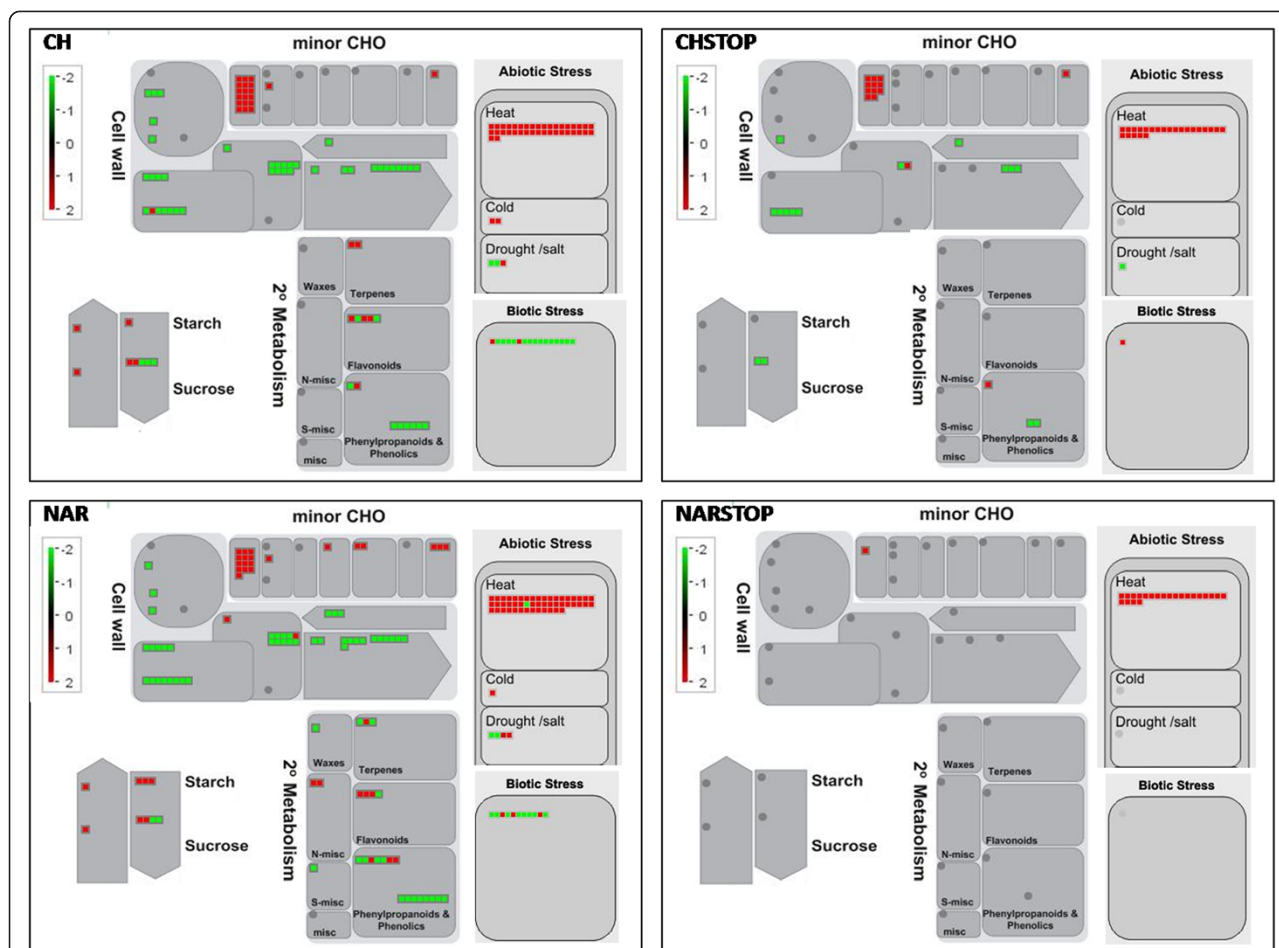 CH
minor CHO
-2
-1
0
1
2
Cell wall
Abiotic Stress
Heat
Cold
Drought /salt
Biotic Stress
Starch
Sucrose
2º Metabolism
Waxes
Terpenes
Flavonoids
N-misc
S-misc
Phenylpropanoids &
Phenolics
misc
CHSTOP
minor CHO
-2
-1
0
1
2
Cell wall
Abiotic Stress
Heat
Cold
Drought /salt
Biotic Stress
Starch
Sucrose
2º Metabolism
Waxes
Terpenes
Flavonoids
N-misc
S-misc
Phenylpropanoids &
Phenolics
misc
NAR
minor CHO
-2
-1
0
1
2
Cell wall
Abiotic Stress
Heat
Cold
Drought /salt
Biotic Stress
Starch
Sucrose
2º Metabolism
Waxes
Terpenes
Flavonoids
N-misc
S-misc
Phenylpropanoids &
Phenolics
misc
NARSTOP
minor CHO
-2
-1
0
1
2
Cell wall
Abiotic Stress
Heat
Cold
Drought /salt
Biotic Stress
Starch
Sucrose
2º Metabolism
Waxes
Terpenes
Flavonoids
N-misc
S-misc
Phenylpropanoids &
Phenolics
misc